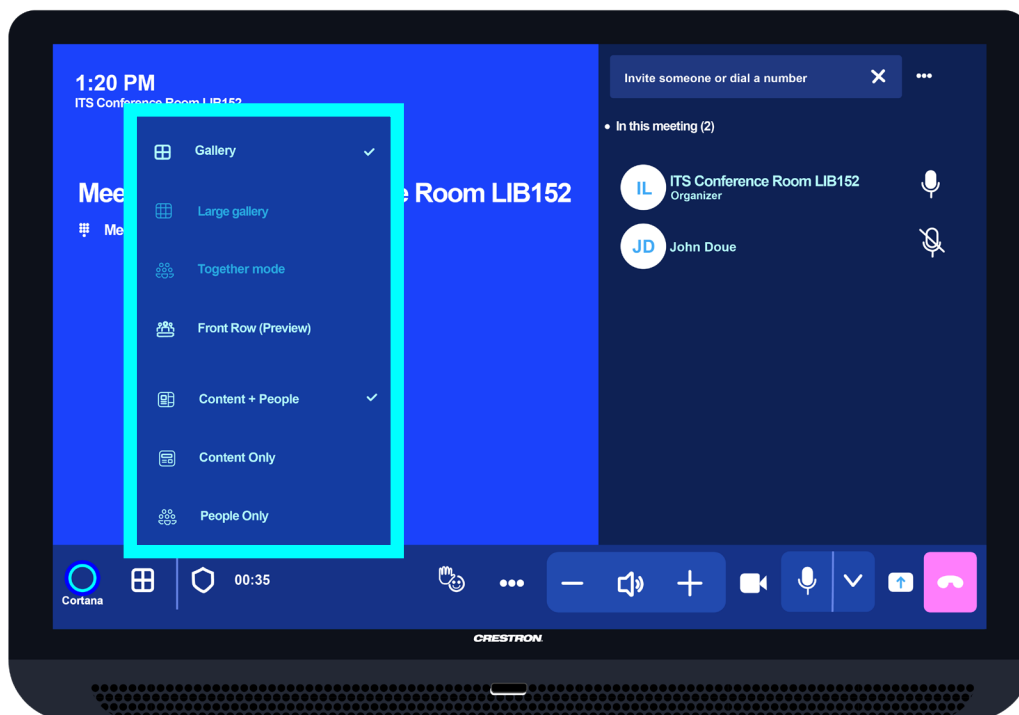 1:20 PM
ITS Conference Room LIB152
Mee
e Room LIB152
Me
Gallery
Large gallery
Together mode
Front Row (Preview)
Content + People
Content Only
People Only
Invite someone or dial a number
In this meeting (2)
IL
ITS Conference Room LIB152
Organizer
JD
John Doue
Cortana
00:35
CRESTRON